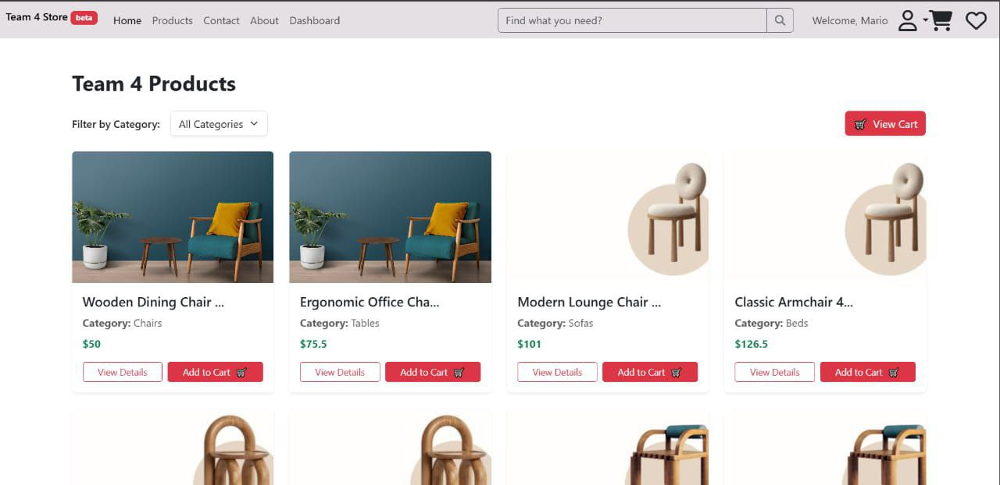 Team 4 Store beta Home Products Contact About Dashboard Find what you need? Welcome, Mario
Team 4 Products
Filter by Category: All Categories View Cart
Wooden Dining Chair ... Ergonomic Office Cha... Modern Lounge Chair ... Classic Armchair 4...
Category: Chairs Category: Tables Category: Sofas Category: Beds
$50 $75.5 $101 $126.5
View Details Add to Cart View Details Add to Cart View Details Add to Cart View Details Add to Cart